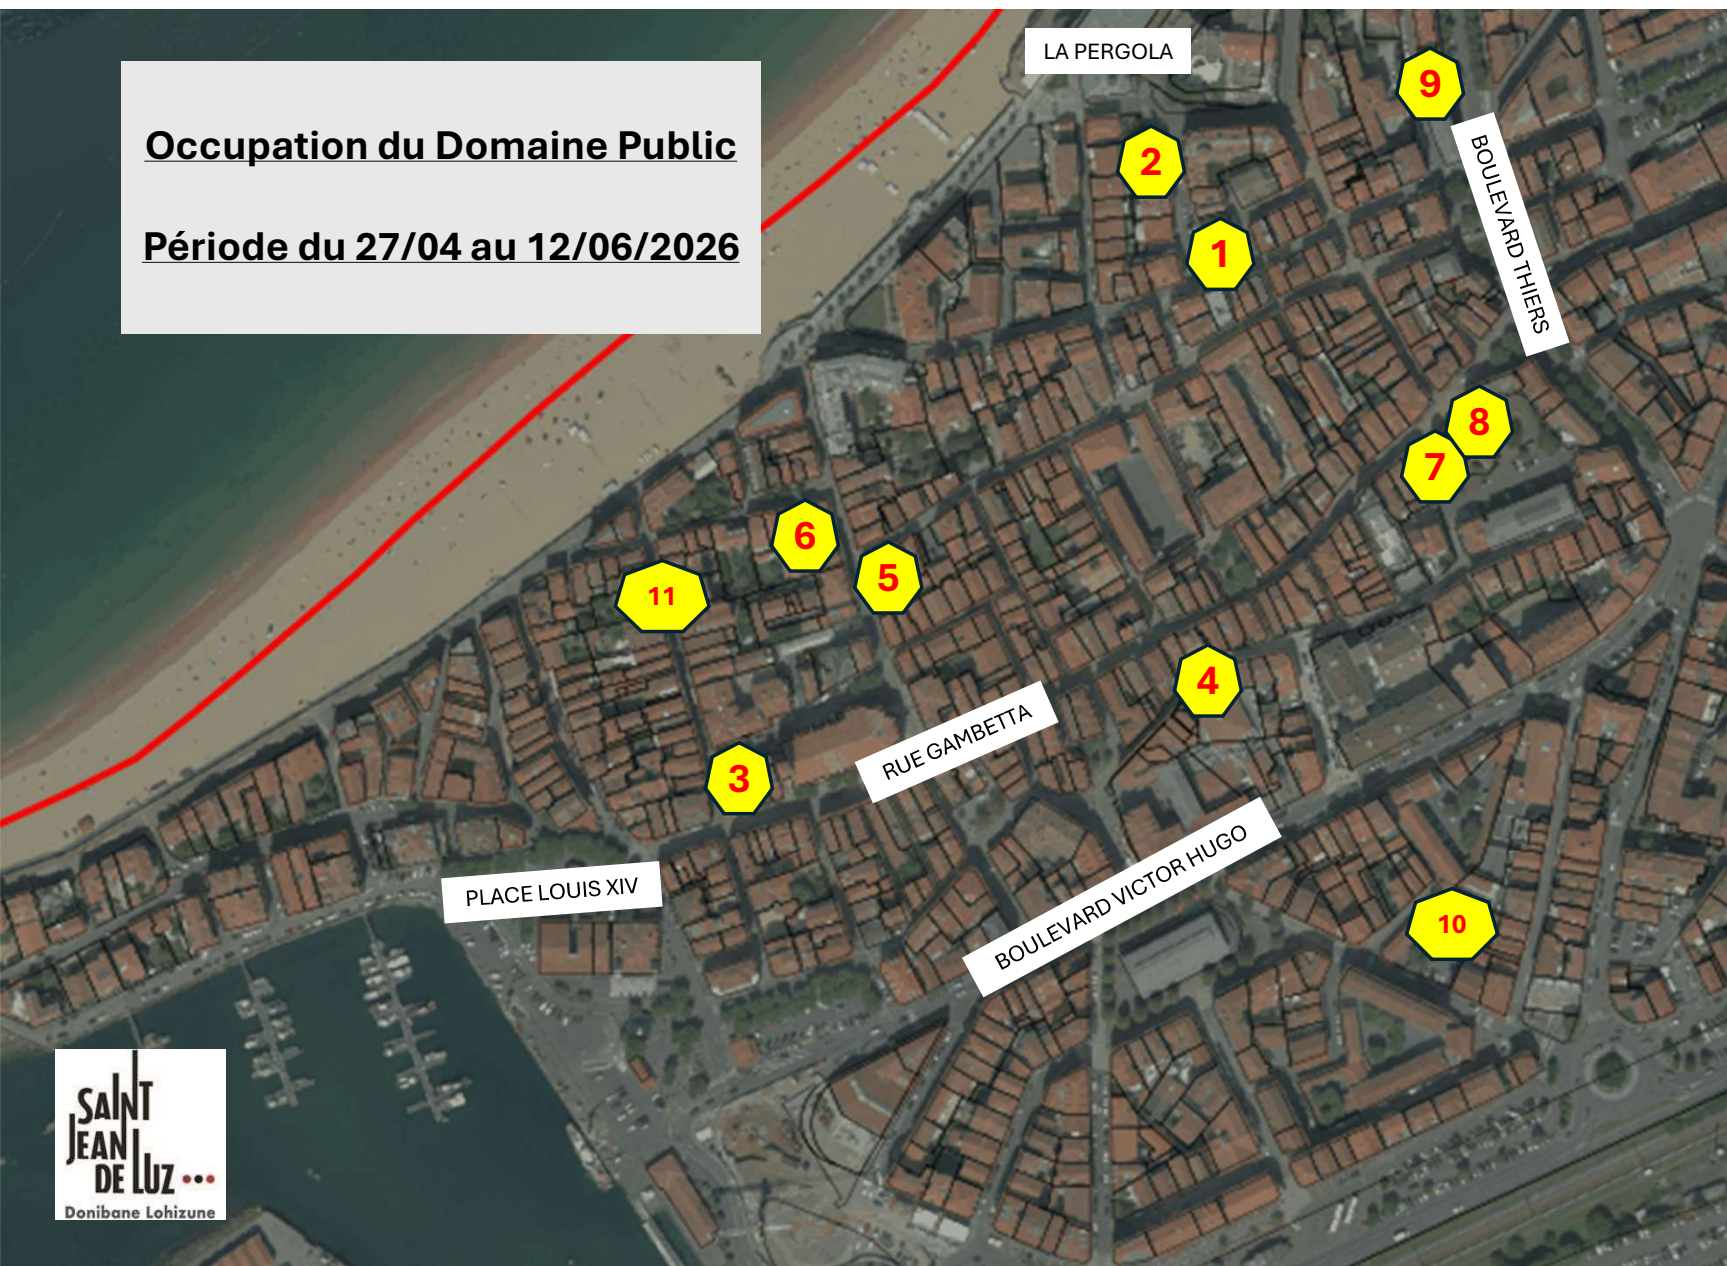 Occupation du Domaine Public
Période du 27/04 au 12/06/2026
LA PERGOLA
9
BOULEVARD THIERS
2
1
8
7
6
5
11
4
RUE GAMBETTA
3
BOULEVARD VICTOR HUGO
PLACE LOUIS XIV
10
SAINT
JEAN
DE LUZ
Donibane Lohizune